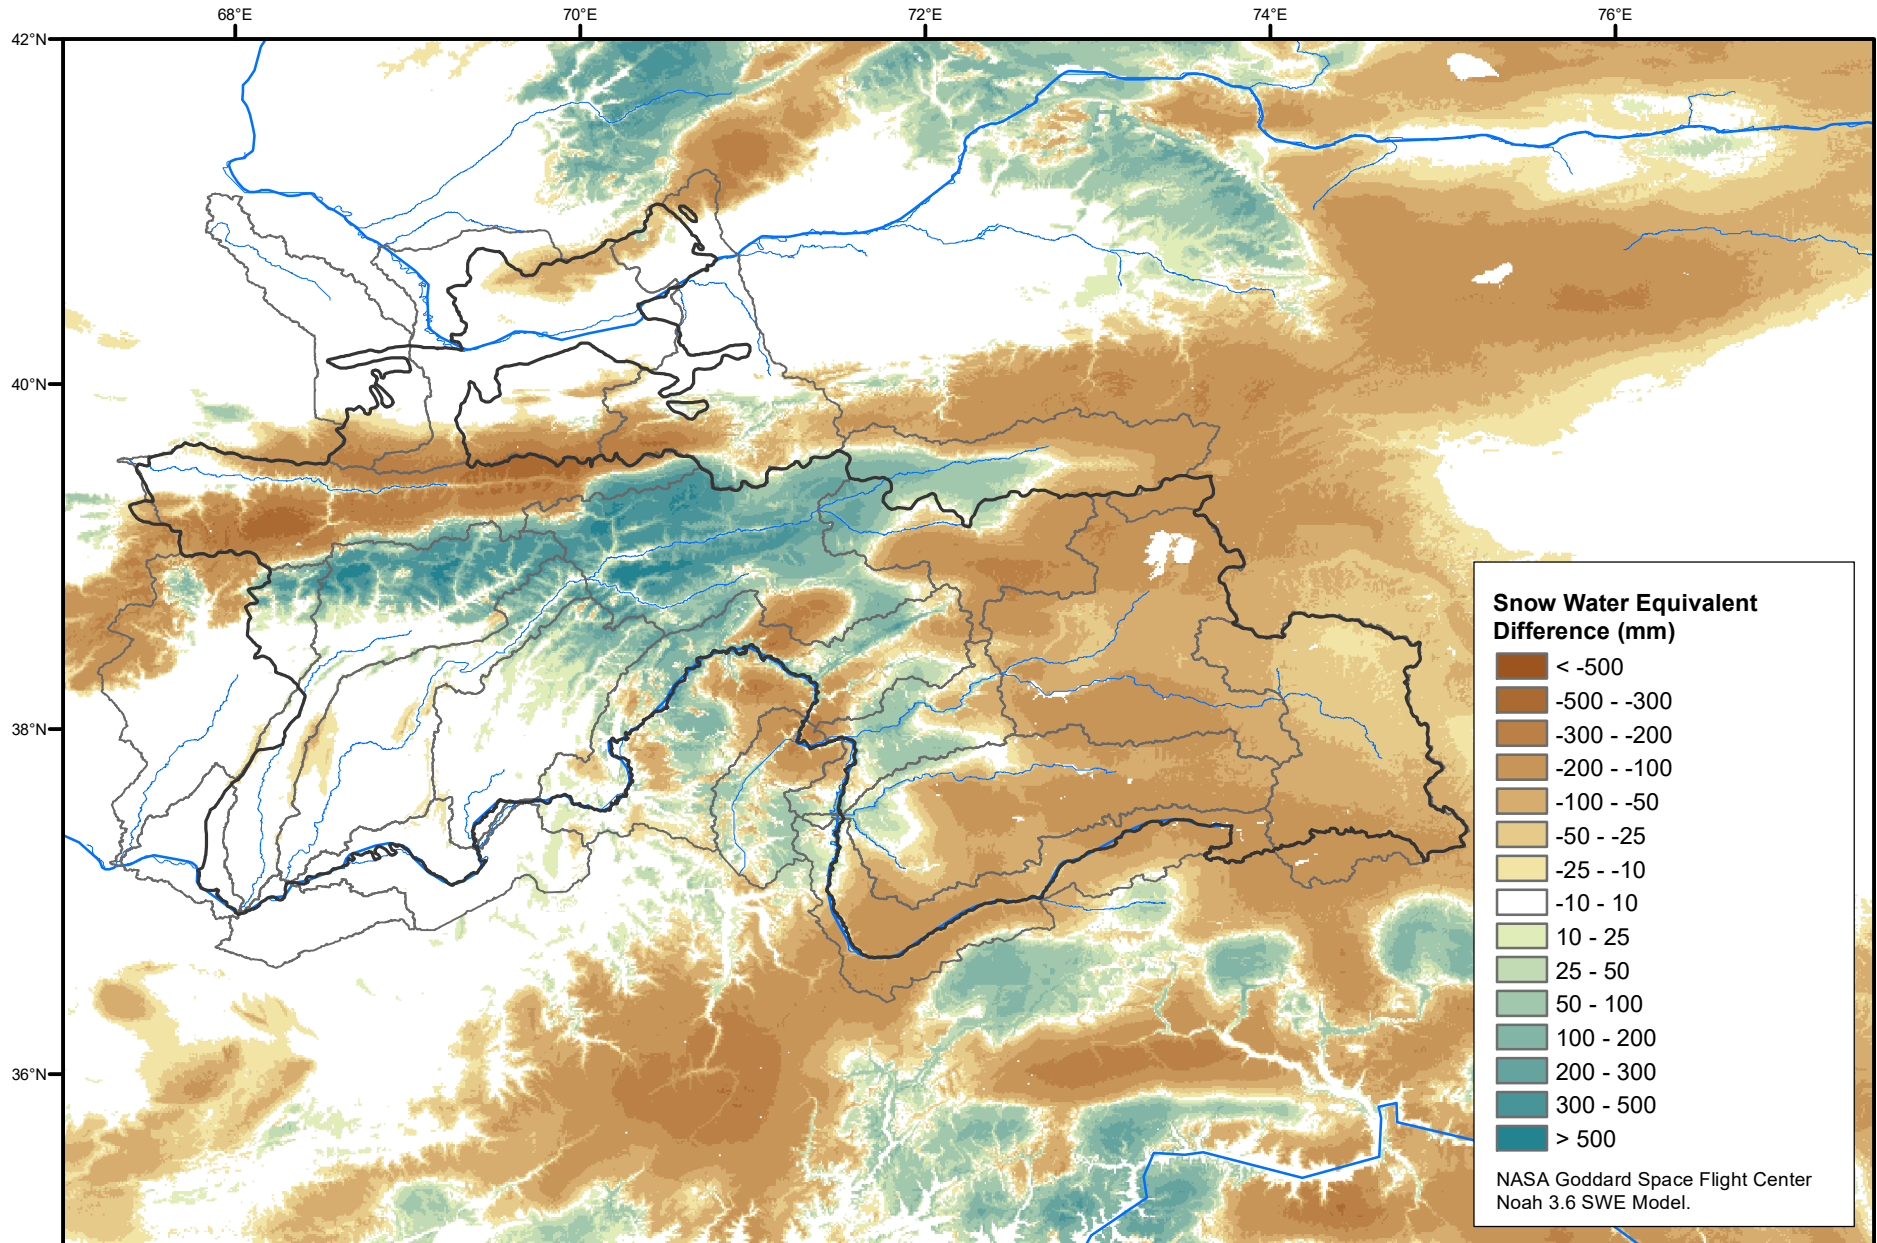 68°E 70°E 72°E 74°E 76°E
42°N
40°N
38°N
36°N
Snow Water Equivalent
Difference (mm)
< -500
-500 - -300
-300 - -200
-200 - -100
-100 - -50
-50 - -25
-25 - -10
-10 - 10
10 - 25
25 - 50
50 - 100
100 - 200
200 - 300
300 - 500
> 500
NASA Goddard Space Flight Center
Noah 3.6 SWE Model.